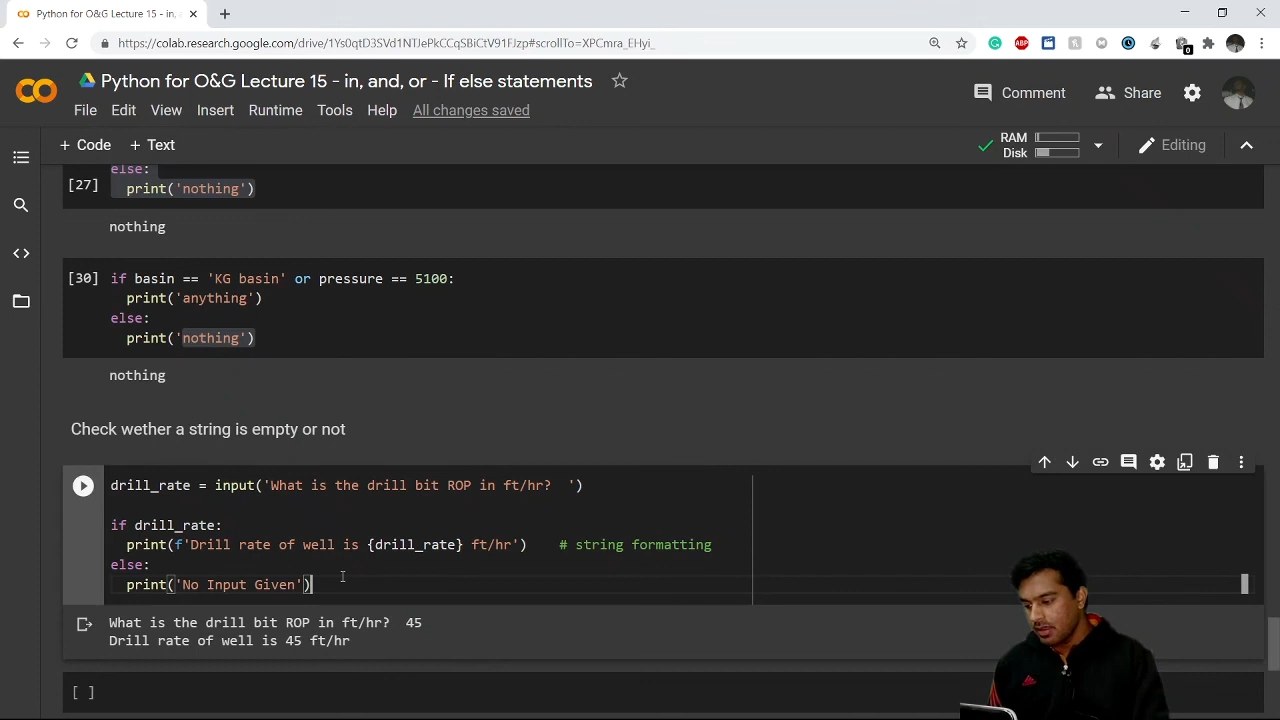 Python for O&G Lecture 15 - in, a
https://colab.research.google.com/drive/1Ys0qtD3SVd1NTJePkCCqSBiFtV91FJzp#scrollTo=XPCmra_EHyi_
Python for O&G Lecture 15 - in, and, or - If else statements
Comment
Share
File Edit View Insert Runtime Tools Help All changes saved
+ Code + Text
RAM
Disk
Editing
else:
[27] print('nothing')
nothing
[30] if basin == 'KG basin' or pressure == 5100:
print('anything')
else:
print('nothing')
nothing
Check wether a string is empty or not
drill_rate = input('What is the drill bit ROP in ft/hr?  ')
if drill_rate:
print(f'Drill rate of well is {drill_rate} ft/hr')    # string formatting
else:
print('No Input Given')
What is the drill bit ROP in ft/hr?  45
Drill rate of well is 45 ft/hr
[ ]